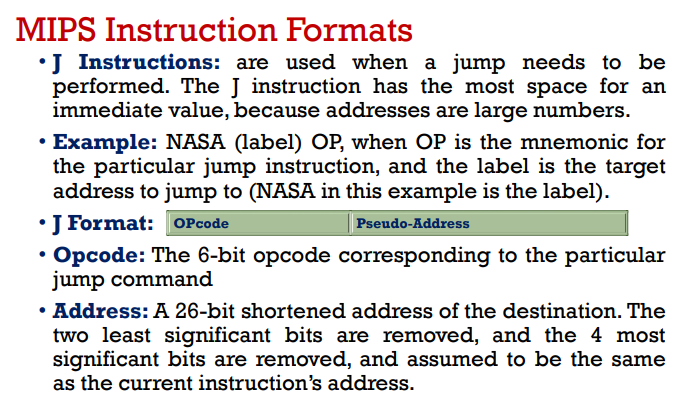 MIPS Instruction Formats
• J Instructions: are used when a jump needs to be
performed. The J instruction has the most space for an
immediate value, because addresses are large numbers.
• Example: NASA (label) OP, when OP is the mnemonic for
the particular jump instruction, and the label is the target
address to jump to (NASA in this example is the label).
• J Format: OPcode Pseudo-Address
• Opcode: The 6-bit opcode corresponding to the particular
jump command
• Address: A 26-bit shortened address of the destination. The
two least significant bits are removed, and the 4 most
significant bits are removed, and assumed to be the same
as the current instruction's address.